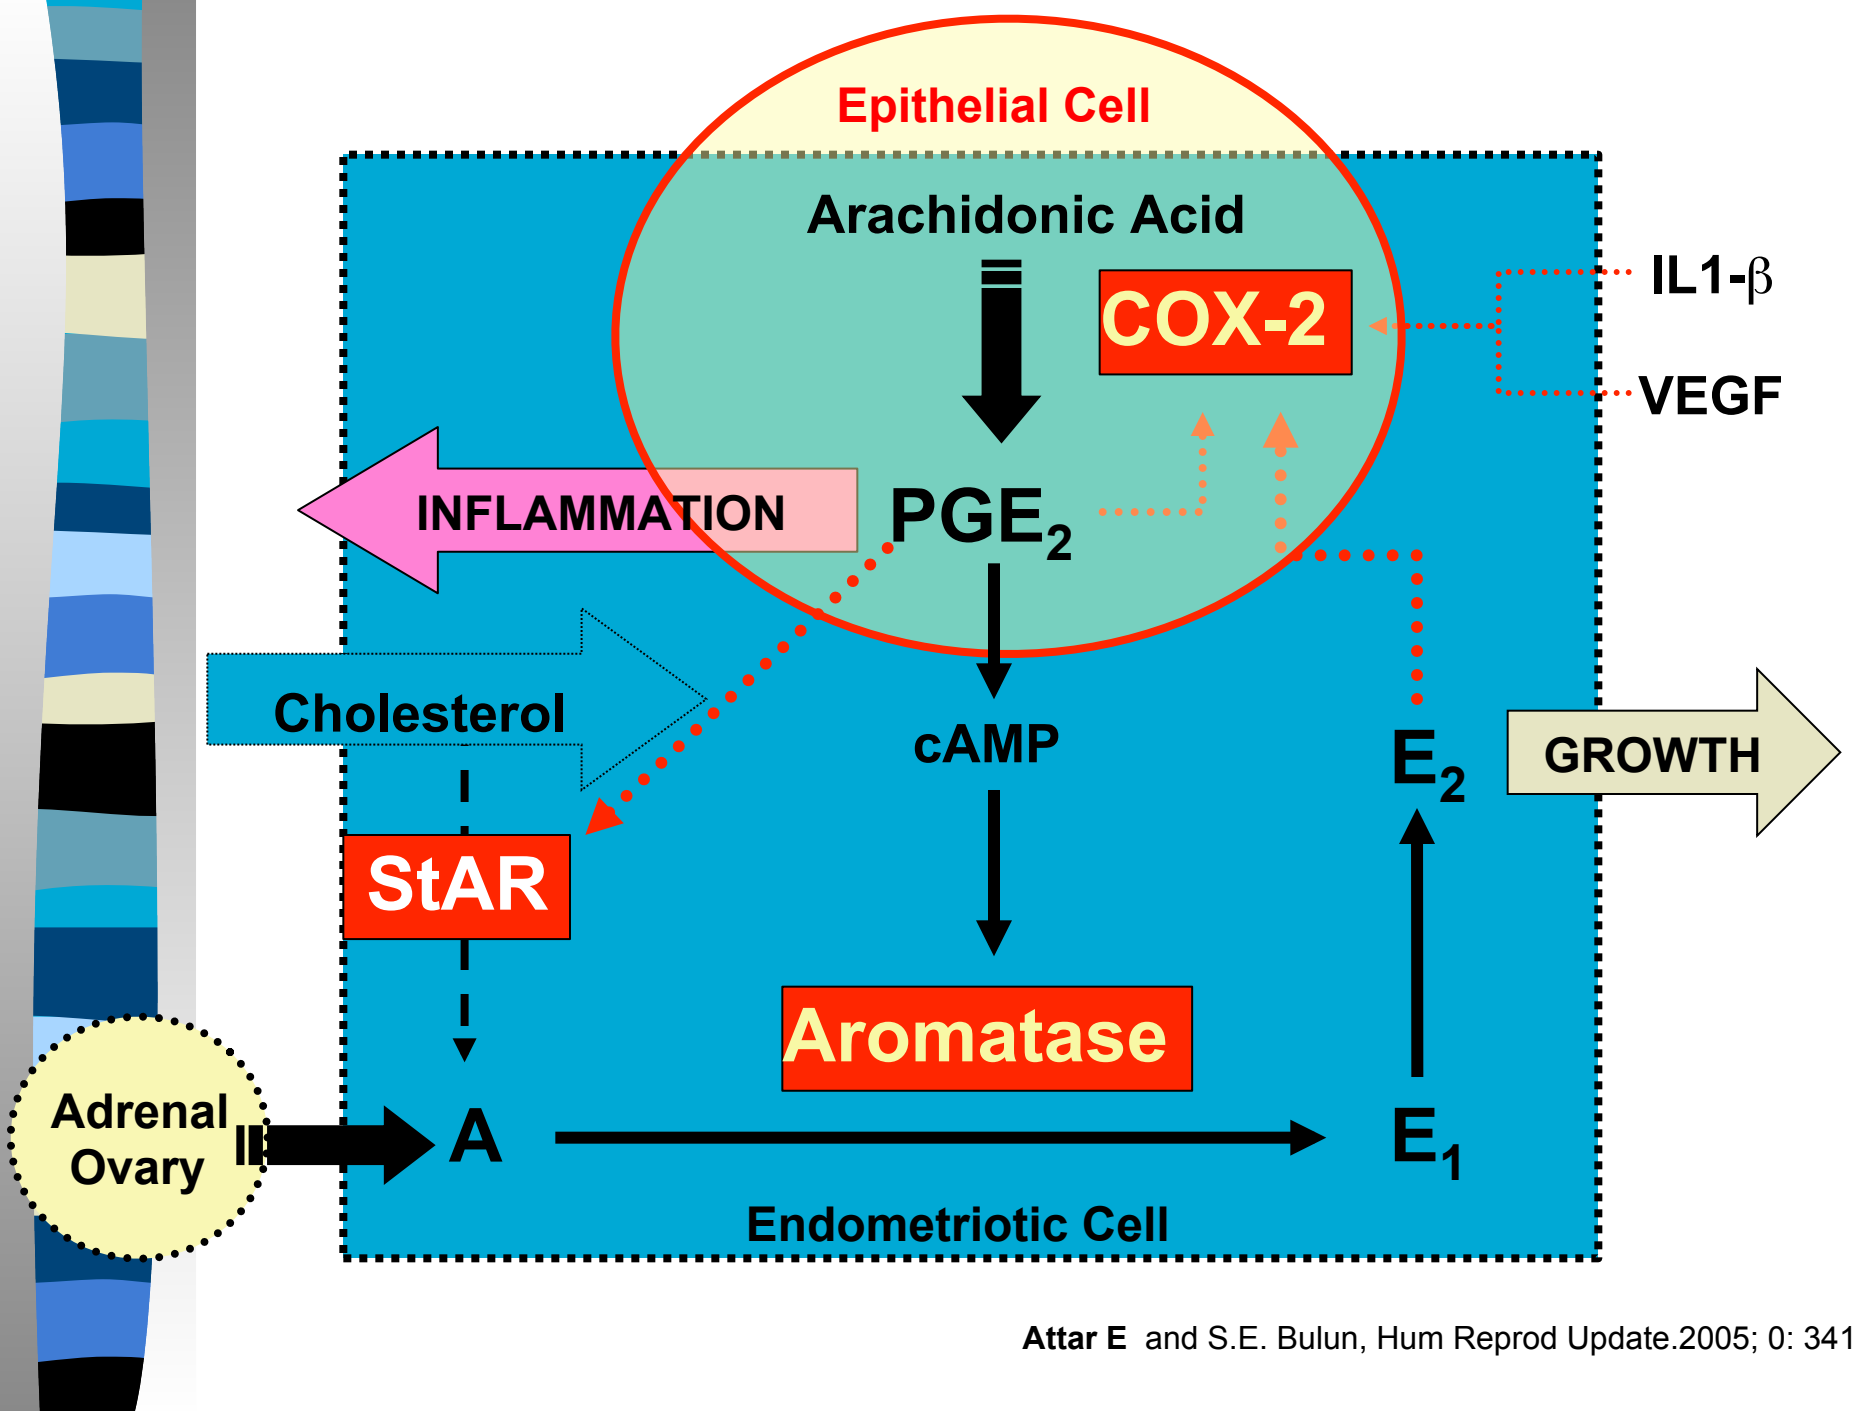 Epithelial Cell
Arachidonic Acid
COX-2
IL1-β
VEGF
INFLAMMATION
PGE₂
Cholesterol
cAMP
E₂
GROWTH
StAR
Aromatase
Adrenal
Ovary
A
E₁
Endometriotic Cell
Attar E and S.E. Bulun, Hum Reprod Update.2005; 0: 341